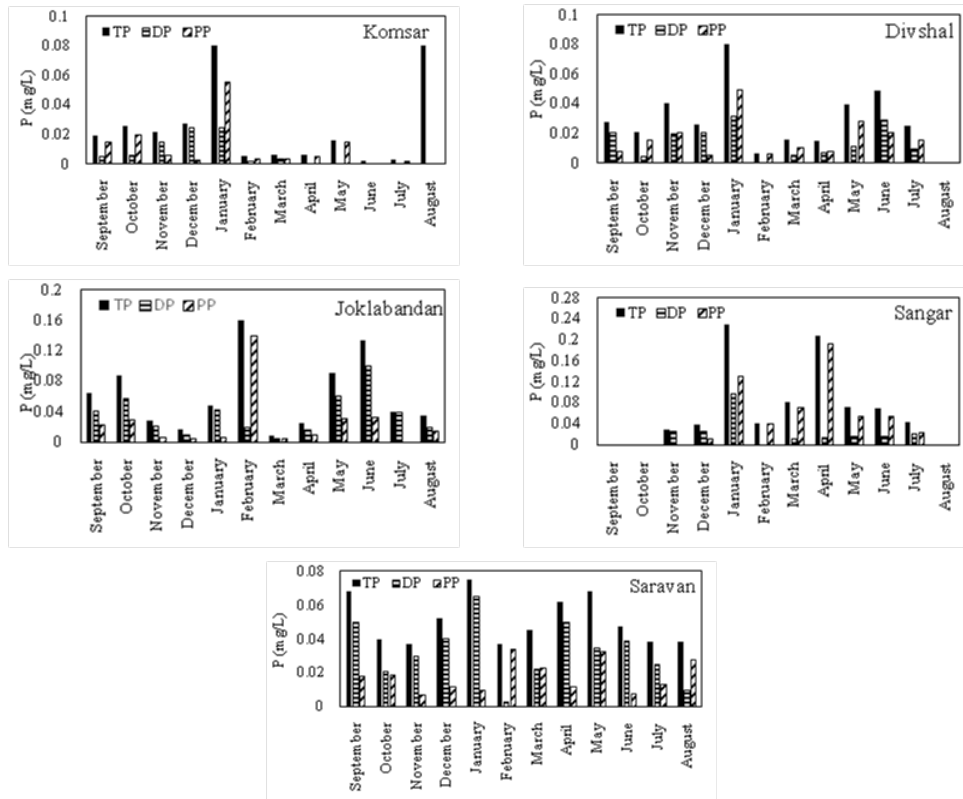 0.1
TP DP PP
Komsar
0.08
0.06
0.04
0.02
0
P (mg/L)
September
October
November
December
January
February
March
April
May
June
July
August
0.1
TP DP PP
Divshal
0.08
0.06
0.04
0.02
0
P (mg/L)
September
October
November
December
January
February
March
April
May
June
July
August
0.2
TP DP PP
Joklabandan
0.16
0.12
0.08
0.04
0
P (mg/L)
September
October
November
December
January
February
March
April
May
June
July
August
0.28
TP DP PP
Sangar
0.24
0.2
0.16
0.12
0.08
0.04
0
P (mg/L)
September
October
November
December
January
February
March
April
May
June
July
August
0.08
TP DP PP
Saravan
0.06
0.04
0.02
0
P (mg/L)
September
October
November
December
January
February
March
April
May
June
July
August